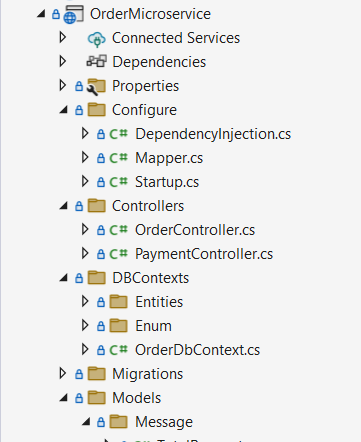 OrderMicroservice
Connected Services
Dependencies
Properties
Configure
C# DependencyInjection.cs
C# Mapper.cs
C# Startup.cs
Controllers
C# OrderController.cs
C# PaymentController.cs
DBContexts
Entities
Enum
C# OrderDbContext.cs
Migrations
Models
Message